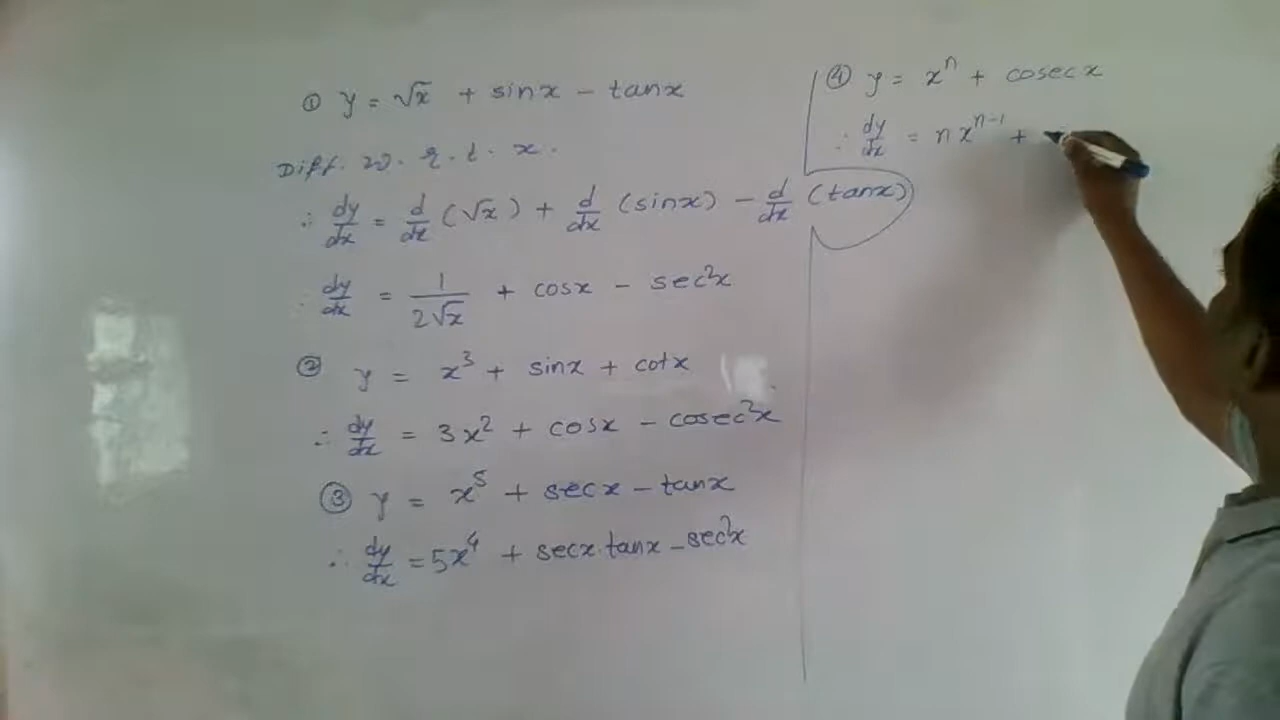 ① y = √x + sinx - tanx
Diff. w. r. t. x.
∴ dy/dx = d/dx (√x) + d/dx (sinx) - d/dx (tanx)
∴ dy/dx = 1/(2√x) + cosx - sec²x
② y = x³ + sinx + cotx
∴ dy/dx = 3x² + cosx - cosec²x
③ y = x⁵ + secx - tanx
∴ dy/dx = 5x⁴ + secx.tanx - sec²x
④ y = xⁿ + cosecx
∴ dy/dx = nxⁿ⁻¹ +